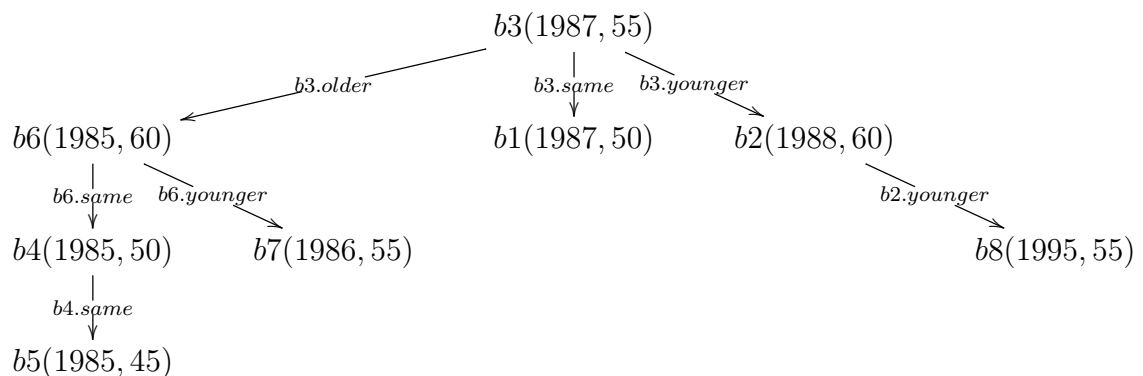 b3(1987, 55)
b3.older b3.same b3.younger
b6(1985, 60) b1(1987, 50) b2(1988, 60)
b6.same b6.younger b2.younger
b4(1985, 50) b7(1986, 55) b8(1995, 55)
b4.same
b5(1985, 45)